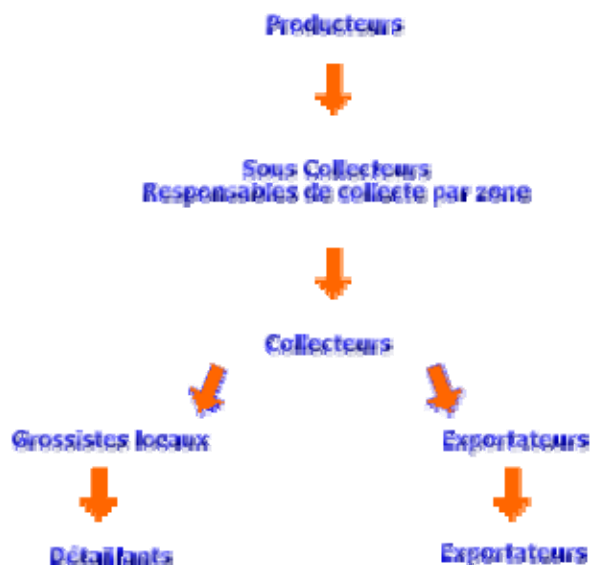 Producteurs
Sous Collecteurs
Responsables de collecte par zone
Collecteurs
Grossistes locaux
Exportateurs
Détaillants
Exportateurs